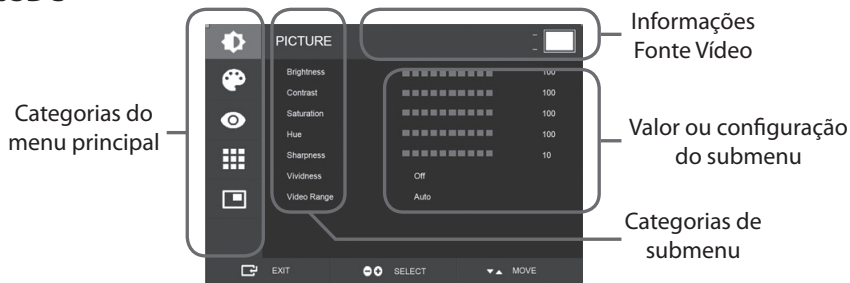 Informações
Fonte Vídeo
PICTURE
Brightness 100
Contrast 100
Saturation 100
Hue 100
Sharpness 10
Vividness Off
Video Range Auto
Categorias do
menu principal
Valor ou configuração
do submenu
Categorias de
submenu
EXIT SELECT MOVE